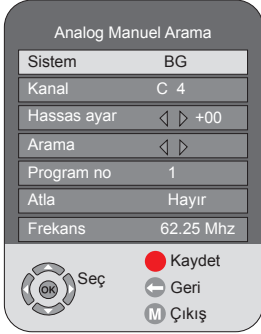 Analog Manuel Arama
Sistem BG
Kanal C 4
Hassas ayar +00
Arama
Program no 1
Atla Hayır
Frekans 62.25 Mhz
OK Seç
Kaydet
Geri
M Çıkış